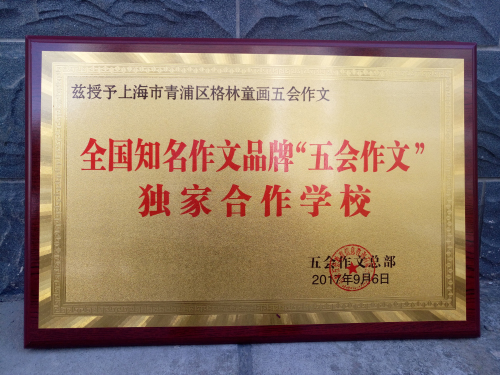 兹授予上海市青浦区格林童画五会作文
全国知名作文品牌“五会作文”
独家合作学校
五会作文总部
2017年9月6日